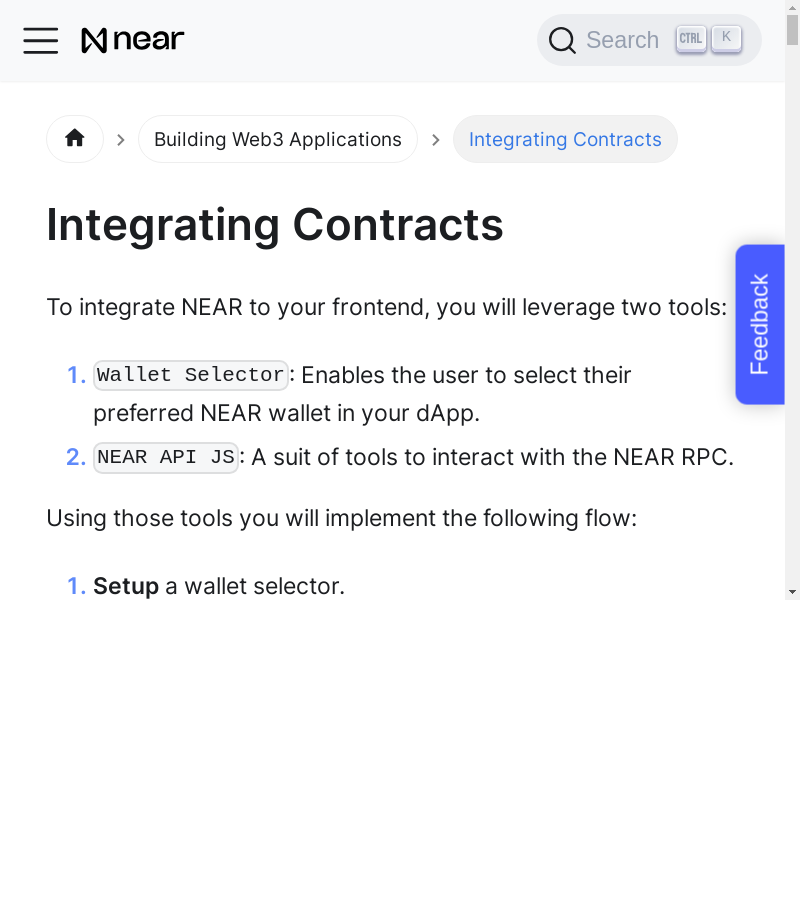 near
Search CTRL K
Building Web3 Applications
Integrating Contracts
Integrating Contracts
To integrate NEAR to your frontend, you will leverage two tools:
Feedback
1. Wallet Selector: Enables the user to select their
preferred NEAR wallet in your dApp.
2. NEAR API JS: A suit of tools to interact with the NEAR RPC.
Using those tools you will implement the following flow:
1. Setup a wallet selector.